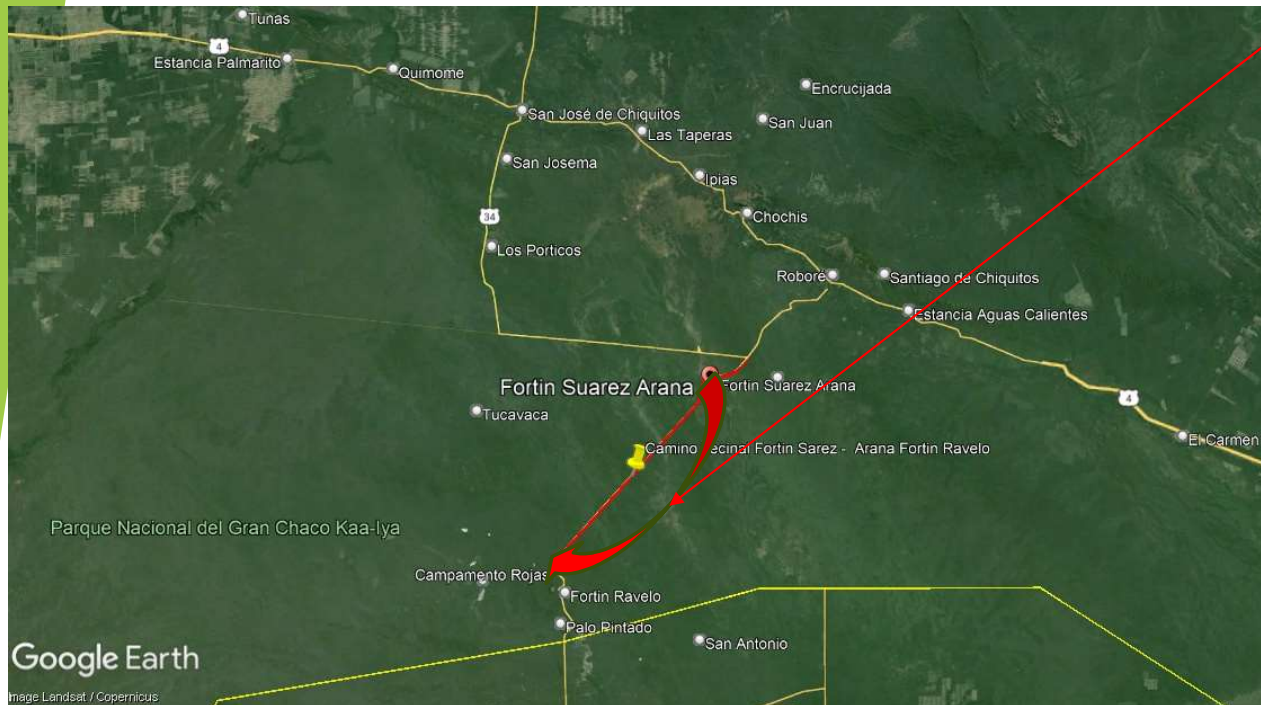 Tunas
4
Estancia Palmarito
Quimome
Encrucijada
San José de Chiquitos
San Juan
Las Taperas
San Josema
Ipias
34
Chochis
Los Porticos
Roboré
Santiago de Chiquitos
Estancia Aguas Calientes
Fortin Suarez Arana
Fortin Suarez Arana
4
Tucavaca
El Carmen
Camino ecinal Fortin Sarez - Arana Fortin Ravelo
Parque Nacional del Gran Chaco Kaa-Iya
Campamento Rojas
Fortin Ravelo
Palo Pintado
San Antonio
Google Earth
Image Landsat / Copernicus